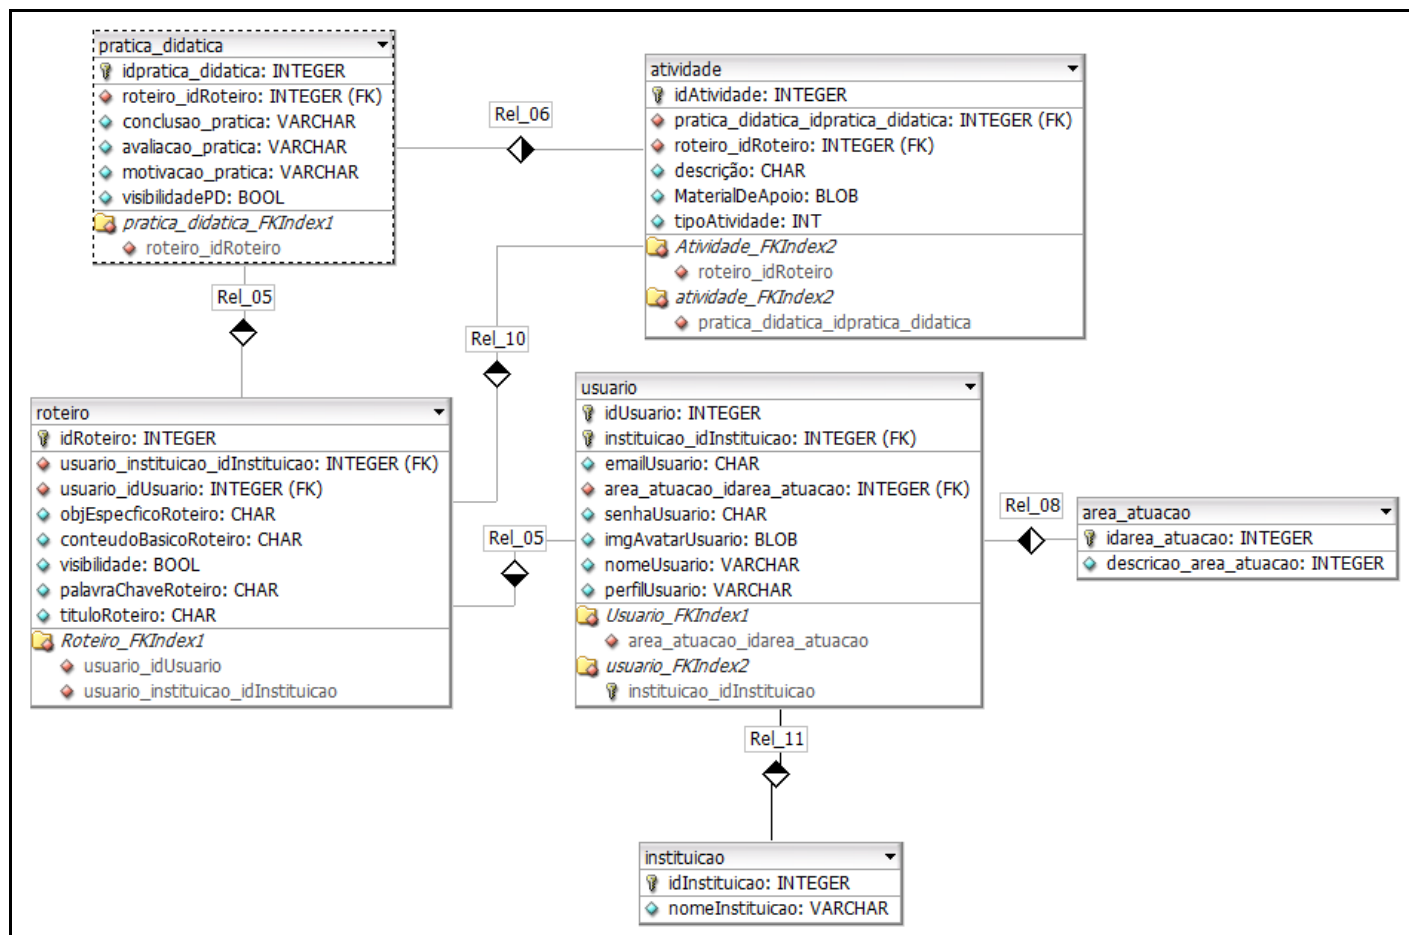 pratica_didatica
idpratica_didatica: INTEGER
roteiro_idRoteiro: INTEGER (FK)
conclusao_pratica: VARCHAR
avaliacao_pratica: VARCHAR
motivacao_pratica: VARCHAR
visibilidadePD: BOOL
pratica_didatica_FKIndex1
roteiro_idRoteiro
Rel_06
atividade
idAtividade: INTEGER
pratica_didatica_idpratica_didatica: INTEGER (FK)
roteiro_idRoteiro: INTEGER (FK)
descrição: CHAR
MaterialDeApoio: BLOB
tipoAtividade: INT
Atividade_FKIndex2
roteiro_idRoteiro
atividade_FKIndex2
pratica_didatica_idpratica_didatica
Rel_05
Rel_10
roteiro
idRoteiro: INTEGER
usuario_instituicao_idInstituicao: INTEGER (FK)
usuario_idUsuario: INTEGER (FK)
objEspecficoRoteiro: CHAR
conteudoBasicoRoteiro: CHAR
visibilidade: BOOL
palavraChaveRoteiro: CHAR
tituloRoteiro: CHAR
Roteiro_FKIndex1
usuario_idUsuario
usuario_instituicao_idInstituicao
Rel_05
usuario
idUsuario: INTEGER
instituicao_idInstituicao: INTEGER (FK)
emailUsuario: CHAR
area_atuacao_idarea_atuacao: INTEGER (FK)
senhaUsuario: CHAR
imgAvatarUsuario: BLOB
nomeUsuario: VARCHAR
perfilUsuario: VARCHAR
Usuario_FKIndex1
area_atuacao_idarea_atuacao
usuario_FKIndex2
instituicao_idInstituicao
Rel_08
area_atuacao
idarea_atuacao: INTEGER
descricao_area_atuacao: INTEGER
Rel_11
instituicao
idInstituicao: INTEGER
nomeInstituicao: VARCHAR